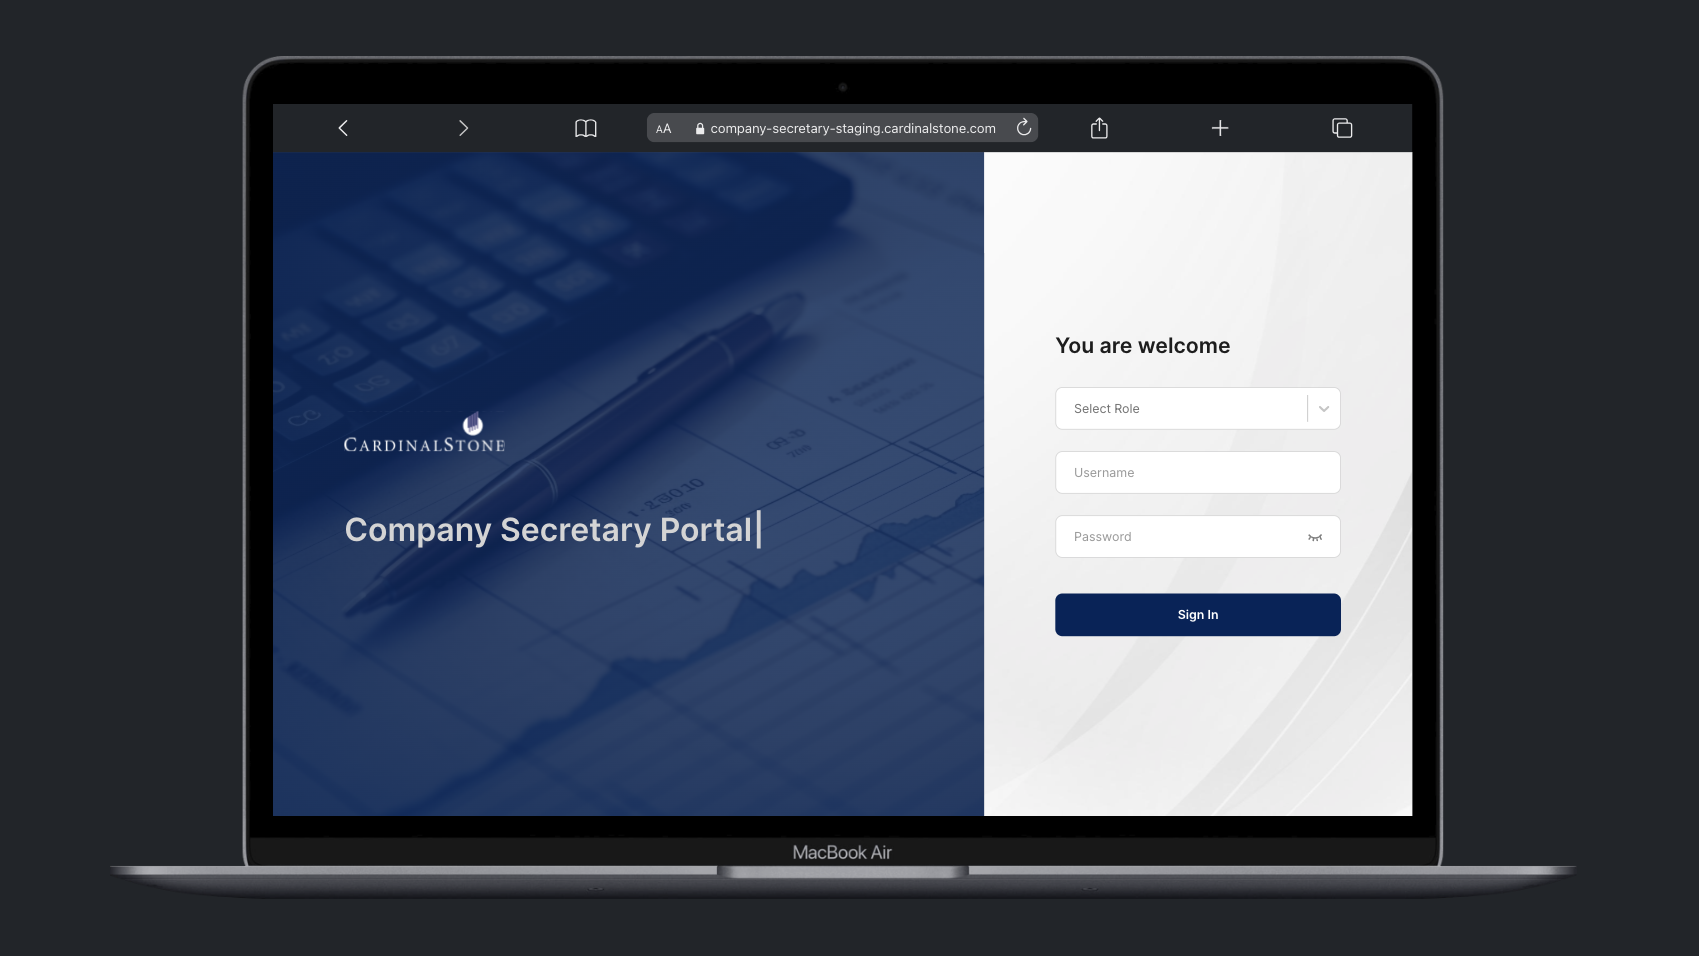 AA company-secretary-staging.cardinalstone.com
CARDINALSTONE
Company Secretary Portal
You are welcome
Select Role
Username
Password
Sign In
MacBook Air